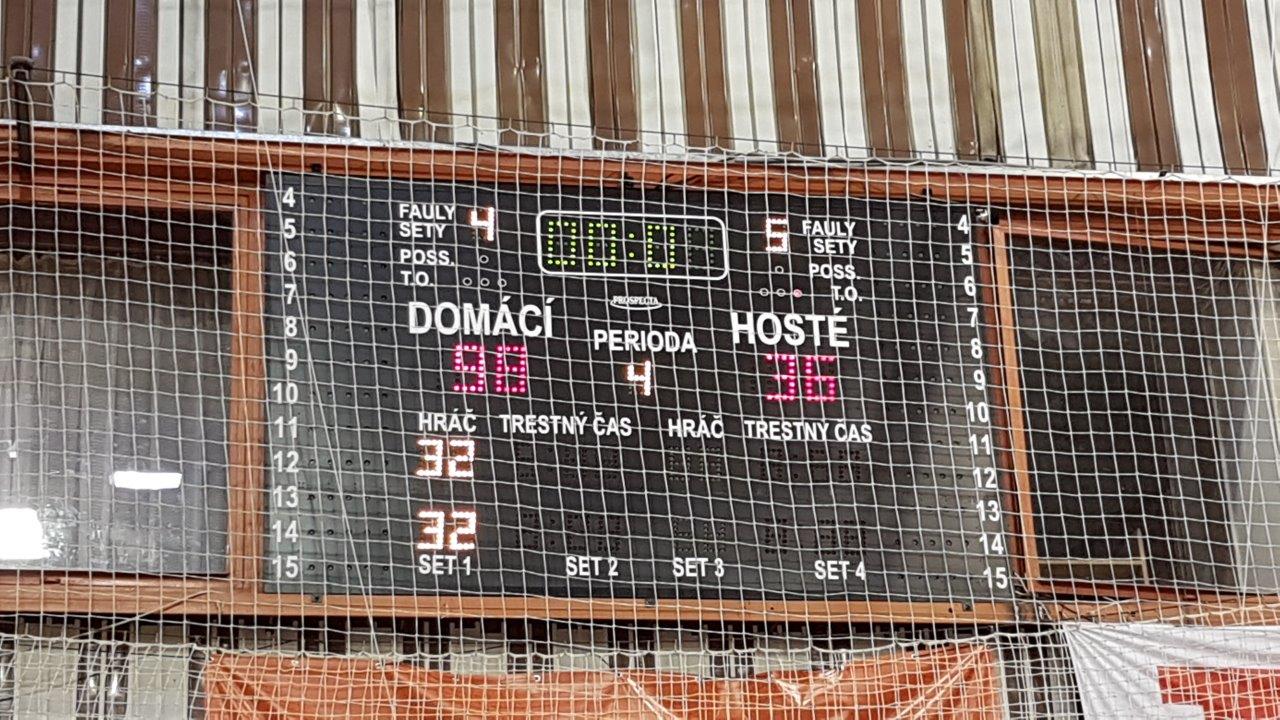 4 FAULY 4 00:0 5 FAULY 4
5 SETY SETY 5
6 POSS. POSS. 6
7 T.O. PROSPECTA T.O. 7
8 DOMÁCÍ PERIODA HOSTÉ 8
9 98 4 36 9
10 10
11 HRÁČ TRESTNÝ ČAS HRÁČ TRESTNÝ ČAS 11
12 32 12
13 13
14 32 14
15 SET 1 SET 2 SET 3 SET 4 15